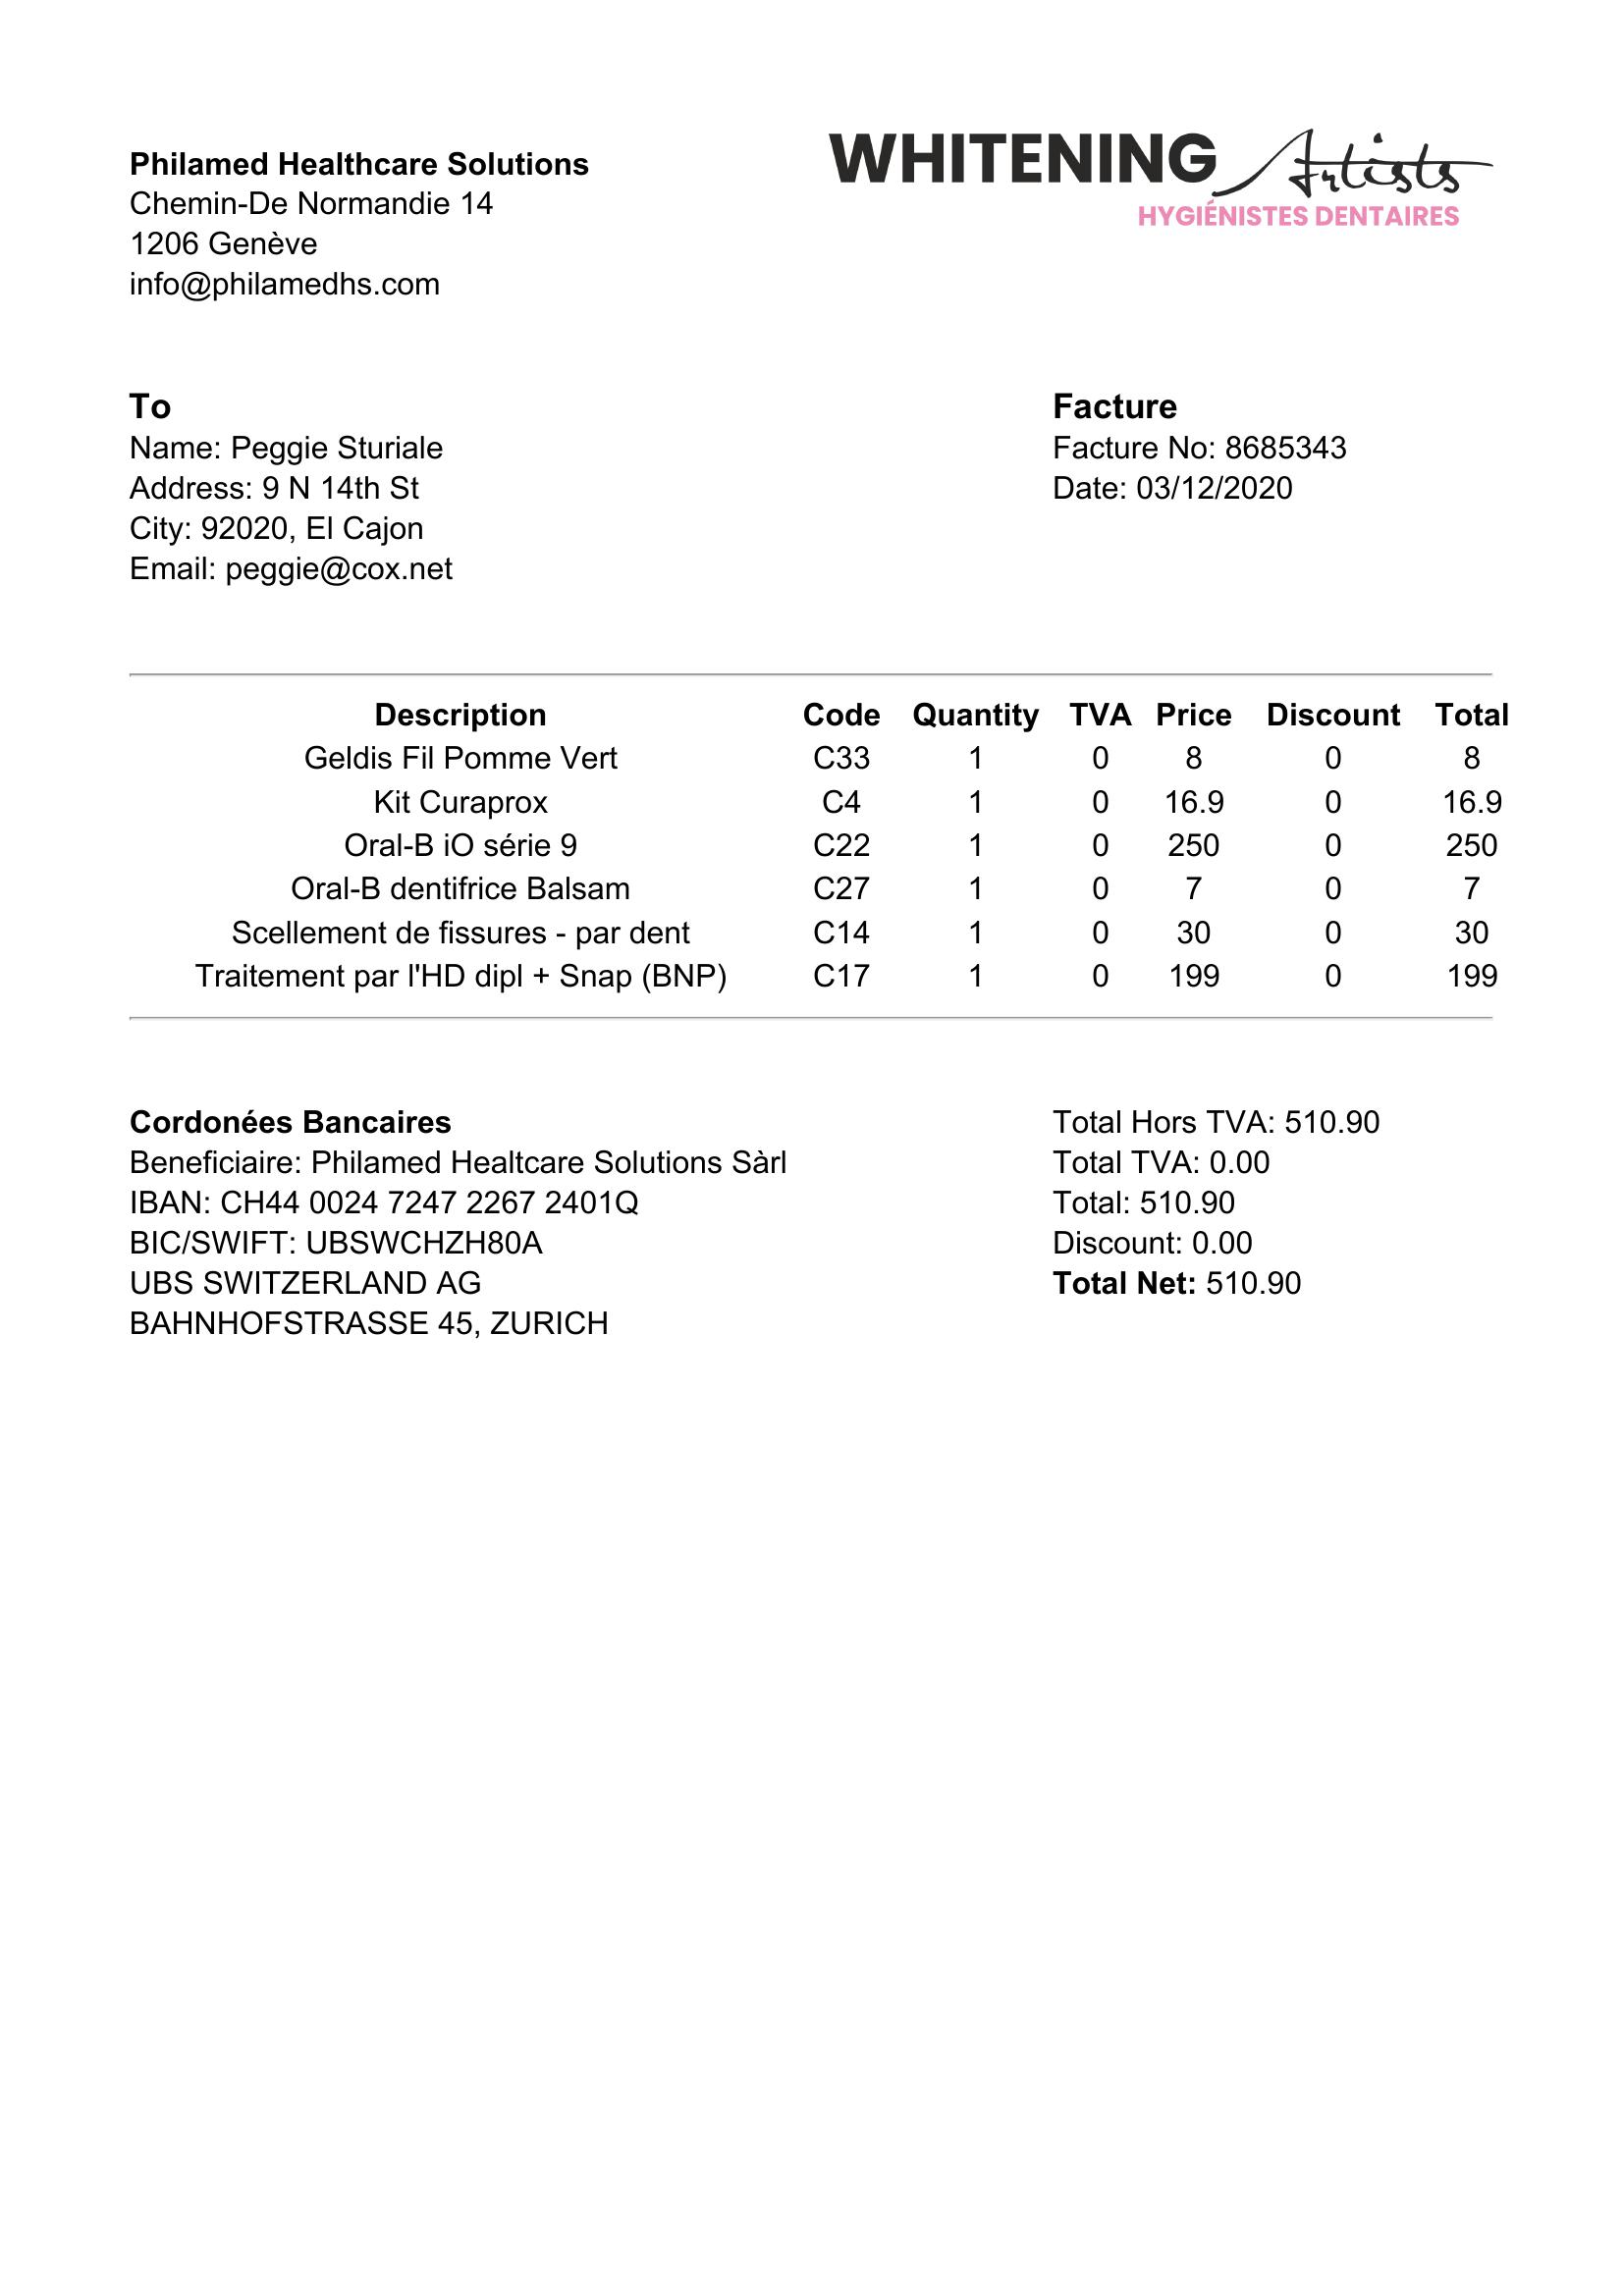 Philamed Healthcare Solutions
Chemin-De Normandie 14
1206 Genève
info@philamedhs.com
WHITENING Artists
HYGIÉNISTES DENTAIRES
To
Name: Peggie Sturiale
Address: 9 N 14th St
City: 92020, El Cajon
Email: peggie@cox.net
Facture
Facture No: 8685343
Date: 03/12/2020
Description Code Quantity TVA Price Discount Total
Geldis Fil Pomme Vert C33 1 0 8 0 8
Kit Curaprox C4 1 0 16.9 0 16.9
Oral-B iO série 9 C22 1 0 250 0 250
Oral-B dentifrice Balsam C27 1 0 7 0 7
Scellement de fissures - par dent C14 1 0 30 0 30
Traitement par l'HD dipl + Snap (BNP) C17 1 0 199 0 199
Cordonées Bancaires
Beneficiaire: Philamed Healtcare Solutions Sàrl
IBAN: CH44 0024 7247 2267 2401Q
BIC/SWIFT: UBSWCHZH80A
UBS SWITZERLAND AG
BAHNHOFSTRASSE 45, ZURICH
Total Hors TVA: 510.90
Total TVA: 0.00
Total: 510.90
Discount: 0.00
Total Net: 510.90